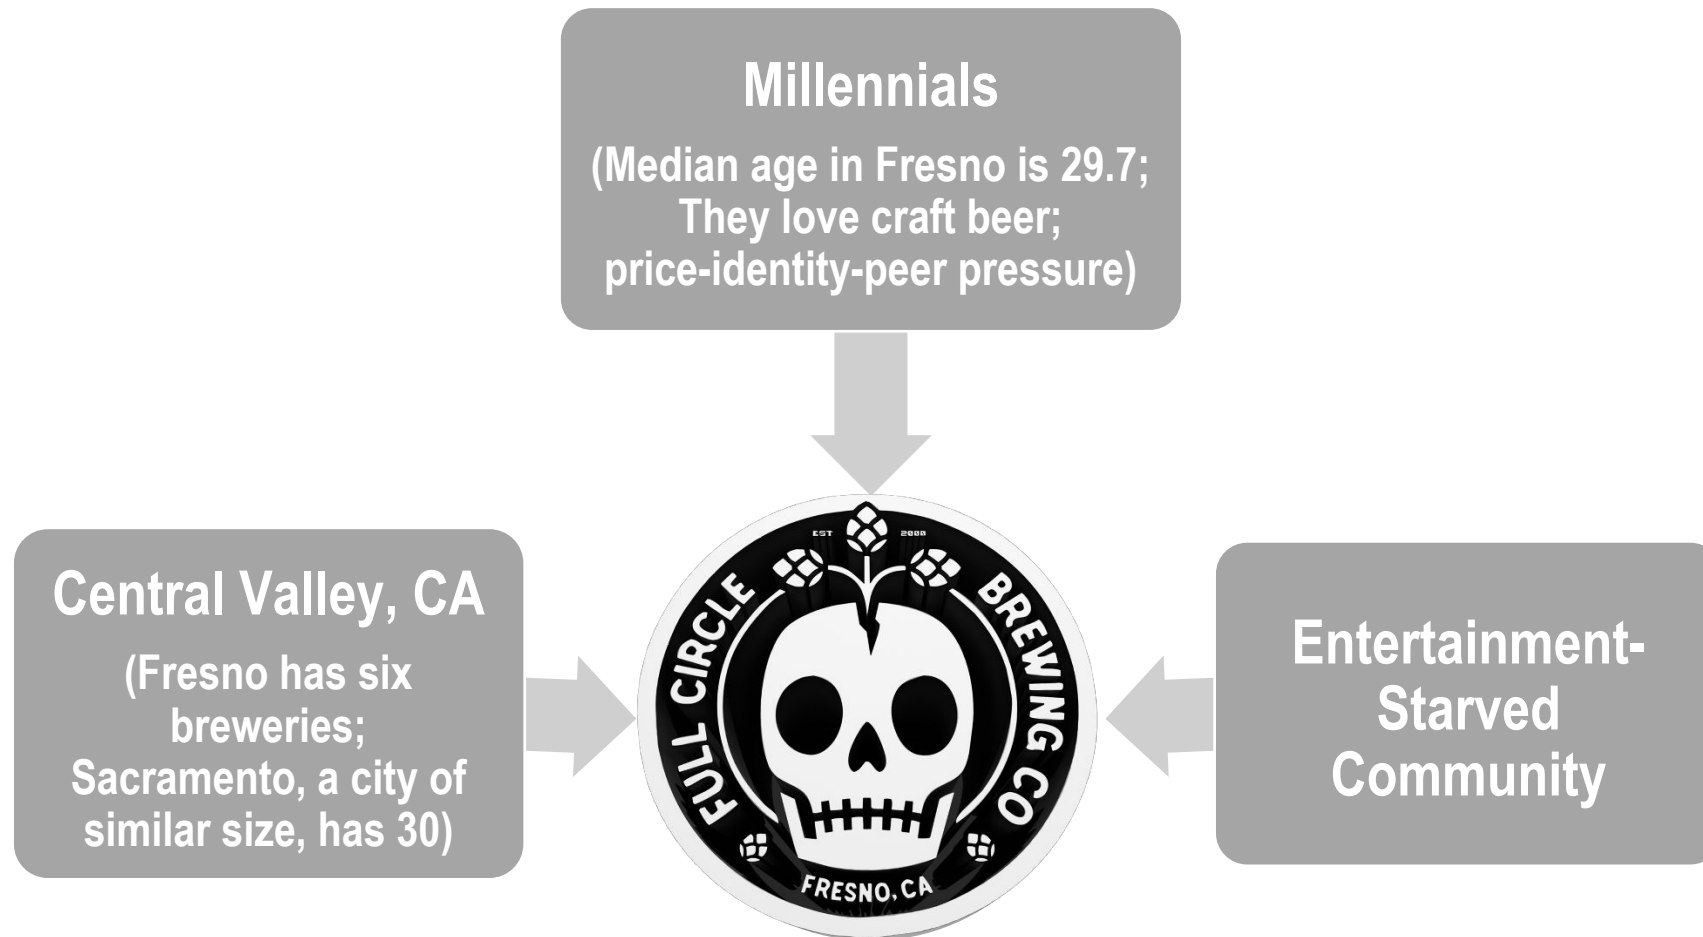 Millennials
(Median age in Fresno is 29.7;
They love craft beer;
price-identity-peer pressure)
Central Valley, CA
(Fresno has six
breweries;
Sacramento, a city of
similar size, has 30)
EST 2000
FULL CIRCLE BREWING CO
FRESNO, CA
Entertainment-
Starved
Community